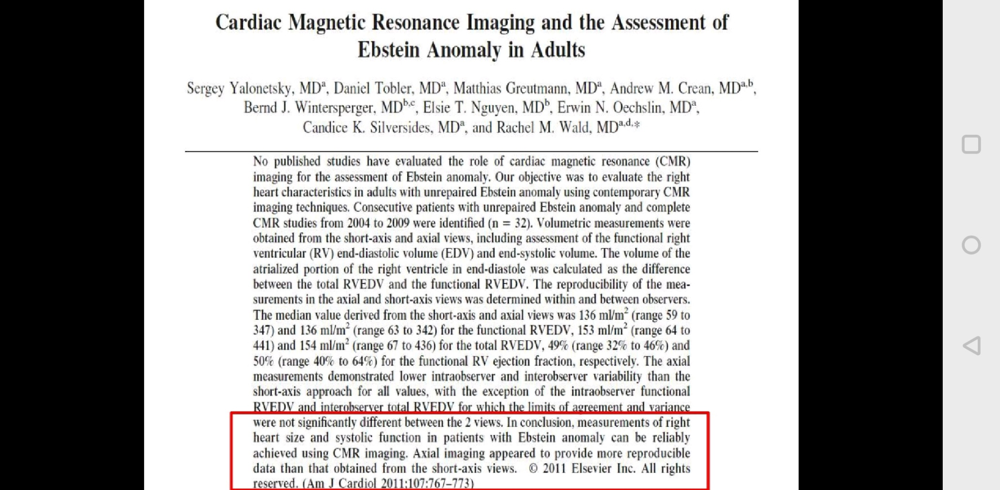 Cardiac Magnetic Resonance Imaging and the Assessment of
Ebstein Anomaly in Adults
Sergey Yalonetsky, MDᵃ, Daniel Tobler, MDᵃ, Matthias Greutmann, MDᵃ, Andrew M. Crean, MDᵃ,ᵇ,
Bernd J. Wintersperger, MDᵇ,ᶜ, Elsie T. Nguyen, MDᵇ, Erwin N. Oechslin, MDᵃ,
Candice K. Silversides, MDᵃ, and Rachel M. Wald, MDᵃ,ᵈ,*
No published studies have evaluated the role of cardiac magnetic resonance (CMR)
imaging for the assessment of Ebstein anomaly. Our objective was to evaluate the right
heart characteristics in adults with unrepaired Ebstein anomaly using contemporary CMR
imaging techniques. Consecutive patients with unrepaired Ebstein anomaly and complete
CMR studies from 2004 to 2009 were identified (n = 32). Volumetric measurements were
obtained from the short-axis and axial views, including assessment of the functional right
ventricular (RV) end-diastolic volume (EDV) and end-systolic volume. The volume of the
atrialized portion of the right ventricle in end-diastole was calculated as the difference
between the total RVEDV and the functional RVEDV. The reproducibility of the mea-
surements in the axial and short-axis views was determined within and between observers.
The median value derived from the short-axis and axial views was 136 ml/m² (range 59 to
347) and 136 ml/m² (range 63 to 342) for the functional RVEDV, 153 ml/m² (range 64 to
441) and 154 ml/m² (range 67 to 436) for the total RVEDV, 49% (range 32% to 46%) and
50% (range 40% to 64%) for the functional RV ejection fraction, respectively. The axial
measurements demonstrated lower intraobserver and interobserver variability than the
short-axis approach for all values, with the exception of the intraobserver functional
RVEDV and interobserver total RVEDV for which the limits of agreement and variance
were not significantly different between the 2 views. In conclusion, measurements of right
heart size and systolic function in patients with Ebstein anomaly can be reliably
achieved using CMR imaging. Axial imaging appeared to provide more reproducible
data than that obtained from the short-axis views. © 2011 Elsevier Inc. All rights
reserved. (Am J Cardiol 2011;107:767–773)